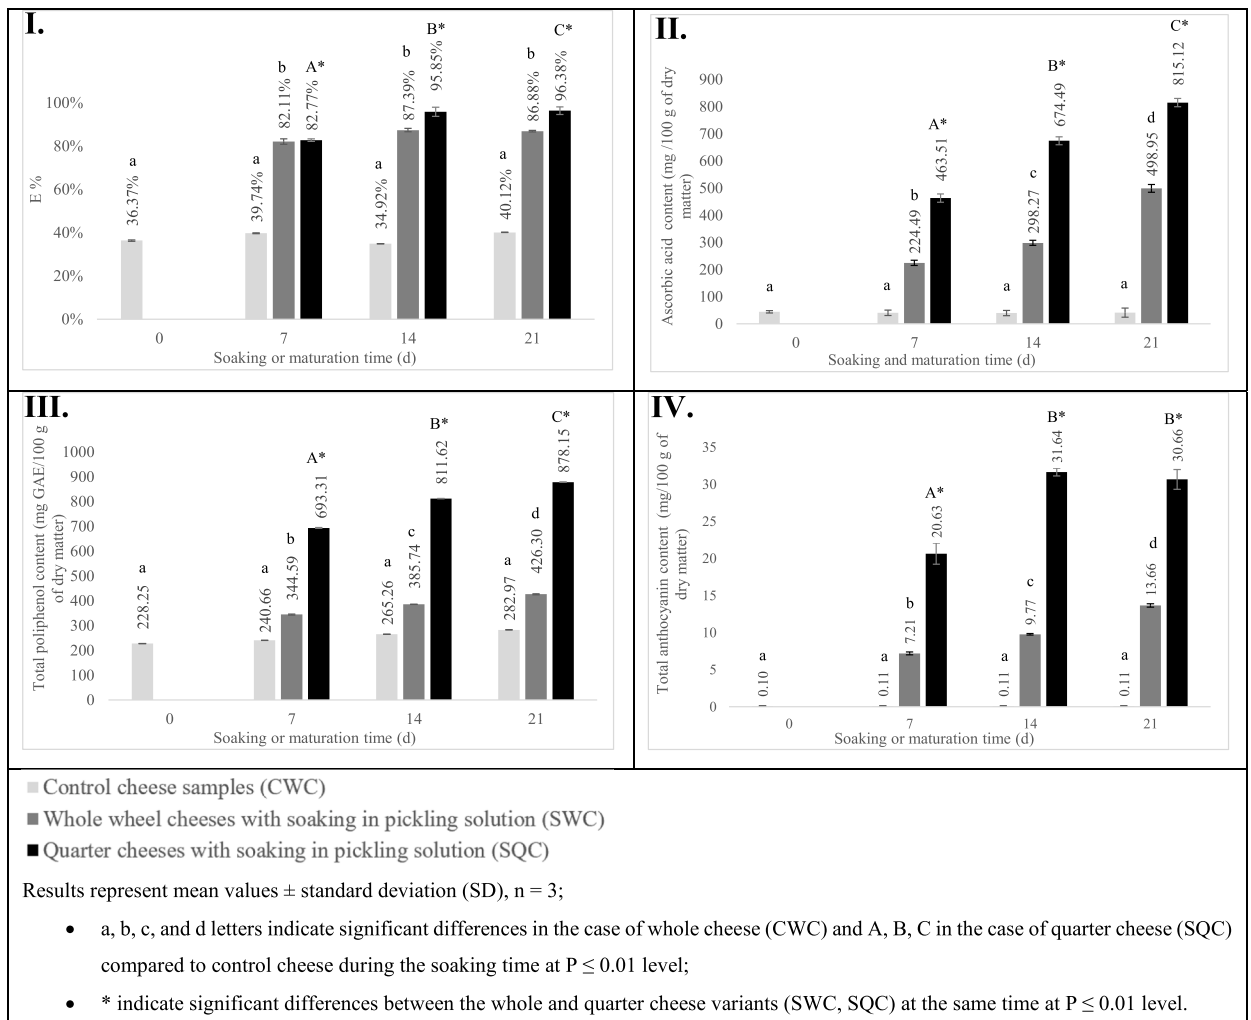 I.
E %
100%
80%
60%
40%
20%
0%
a
36.37%
a
39.74%
b
82.11%
A*
82.77%
a
34.92%
b
87.39%
B*
95.85%
a
40.12%
b
86.88%
C*
96.38%
0
7
14
21
Soaking or maturation time (d)
II.
Ascorbic acid content (mg /100 g of dry
matter)
900
800
700
600
500
400
300
200
100
0
a
a
b
224.49
A*
463.51
a
c
298.27
B*
674.49
a
d
498.95
C*
815.12
0
7
14
21
Soaking and maturation time (d)
III.
Total poliphenol content (mg GAE/100 g
of dry matter)
1000
900
800
700
600
500
400
300
200
100
0
a
228.25
a
240.66
b
344.59
A*
693.31
a
265.26
c
385.74
B*
811.62
a
282.97
d
426.30
C*
878.15
0
7
14
21
Soaking or maturation time (d)
IV.
Total anthocyanin content (mg/100 g of
dry matter)
35
30
25
20
15
10
5
0
a
0.10
a
0.11
b
7.21
A*
20.63
a
0.11
c
9.77
B*
31.64
a
0.11
d
13.66
B*
30.66
0
7
14
21
Soaking or maturation time (d)
Control cheese samples (CWC)
Whole wheel cheeses with soaking in pickling solution (SWC)
Quarter cheeses with soaking in pickling solution (SQC)
Results represent mean values ± standard deviation (SD), n = 3;
• a, b, c, and d letters indicate significant differences in the case of whole cheese (CWC) and A, B, C in the case of quarter cheese (SQC)
compared to control cheese during the soaking time at P ≤ 0.01 level;
• * indicate significant differences between the whole and quarter cheese variants (SWC, SQC) at the same time at P ≤ 0.01 level.